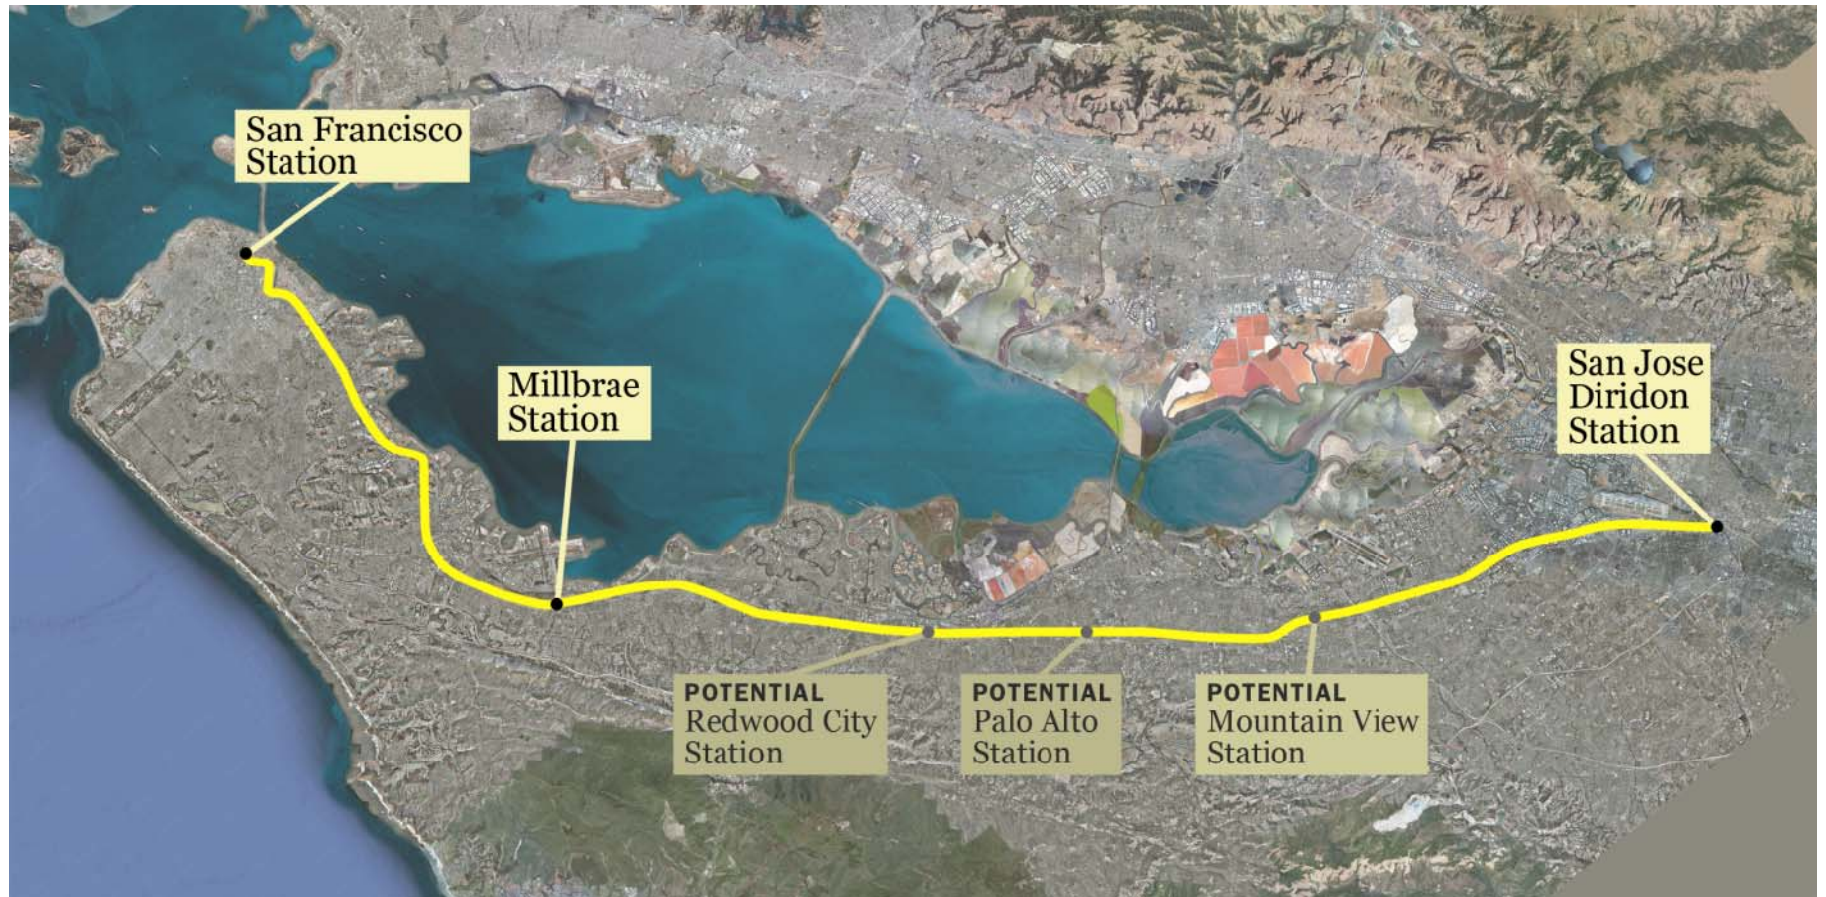 San Francisco
Station
Millbrae
Station
San Jose
Diridon
Station
POTENTIAL
Redwood City
Station
POTENTIAL
Palo Alto
Station
POTENTIAL
Mountain View
Station